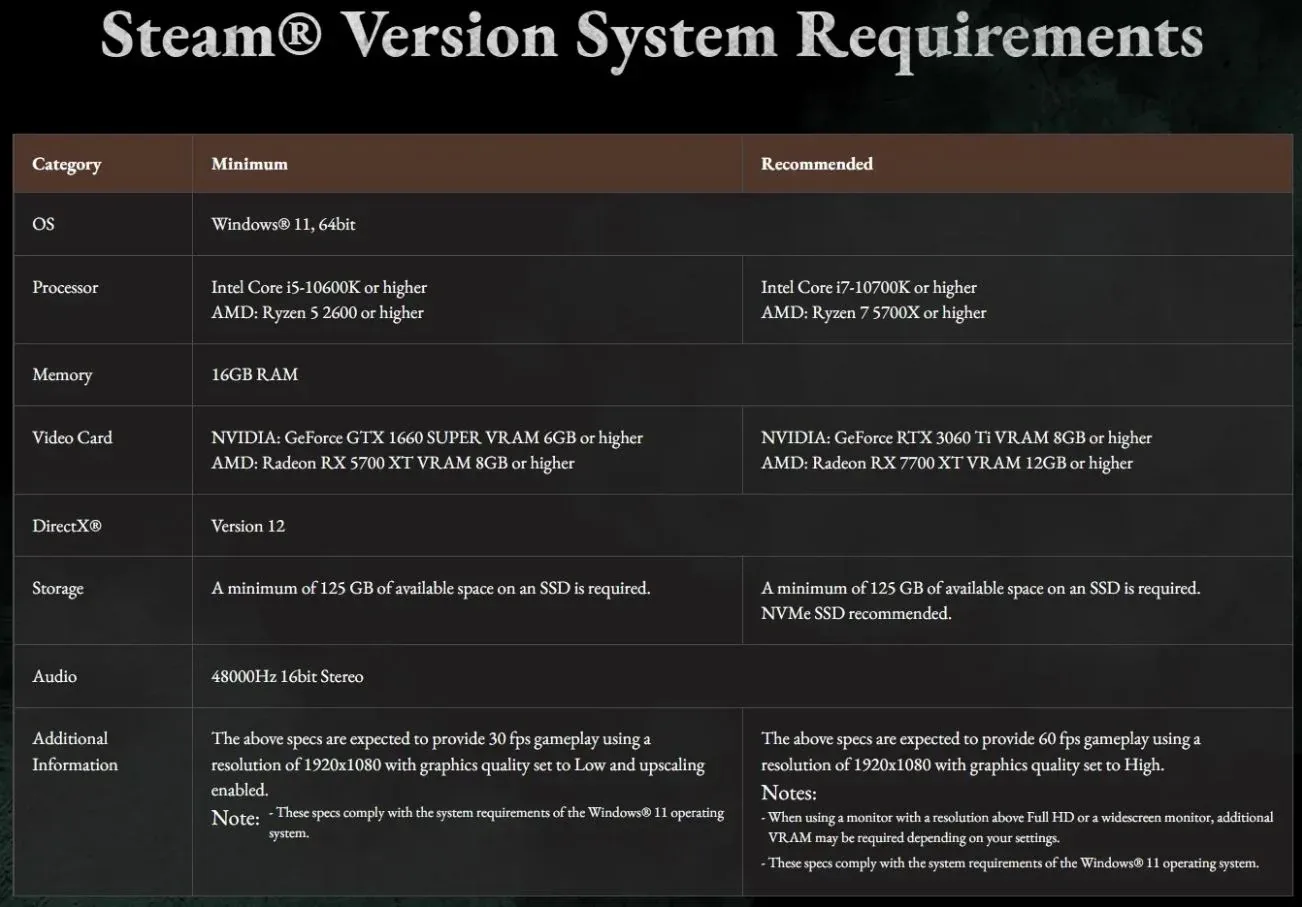 Steam® Version System Requirements
Category
Minimum
Recommended
OS
Windows® 11, 64bit
Processor
Intel Core i5-10600K or higher
AMD: Ryzen 5 2600 or higher
Intel Core i7-10700K or higher
AMD: Ryzen 7 5700X or higher
Memory
16GB RAM
Video Card
NVIDIA: GeForce GTX 1660 SUPER VRAM 6GB or higher
AMD: Radeon RX 5700 XT VRAM 8GB or higher
NVIDIA: GeForce RTX 3060 Ti VRAM 8GB or higher
AMD: Radeon RX 7700 XT VRAM 12GB or higher
DirectX®
Version 12
Storage
A minimum of 125 GB of available space on an SSD is required.
A minimum of 125 GB of available space on an SSD is required.
NVMe SSD recommended.
Audio
48000Hz 16bit Stereo
Additional
Information
The above specs are expected to provide 30 fps gameplay using a
resolution of 1920x1080 with graphics quality set to Low and upscaling
enabled.
Note: - These specs comply with the system requirements of the Windows® 11 operating
system.
The above specs are expected to provide 60 fps gameplay using a
resolution of 1920x1080 with graphics quality set to High.
Notes:
- When using a monitor with a resolution above Full HD or a widescreen monitor, additional
VRAM may be required depending on your settings.
- These specs comply with the system requirements of the Windows® 11 operating system.